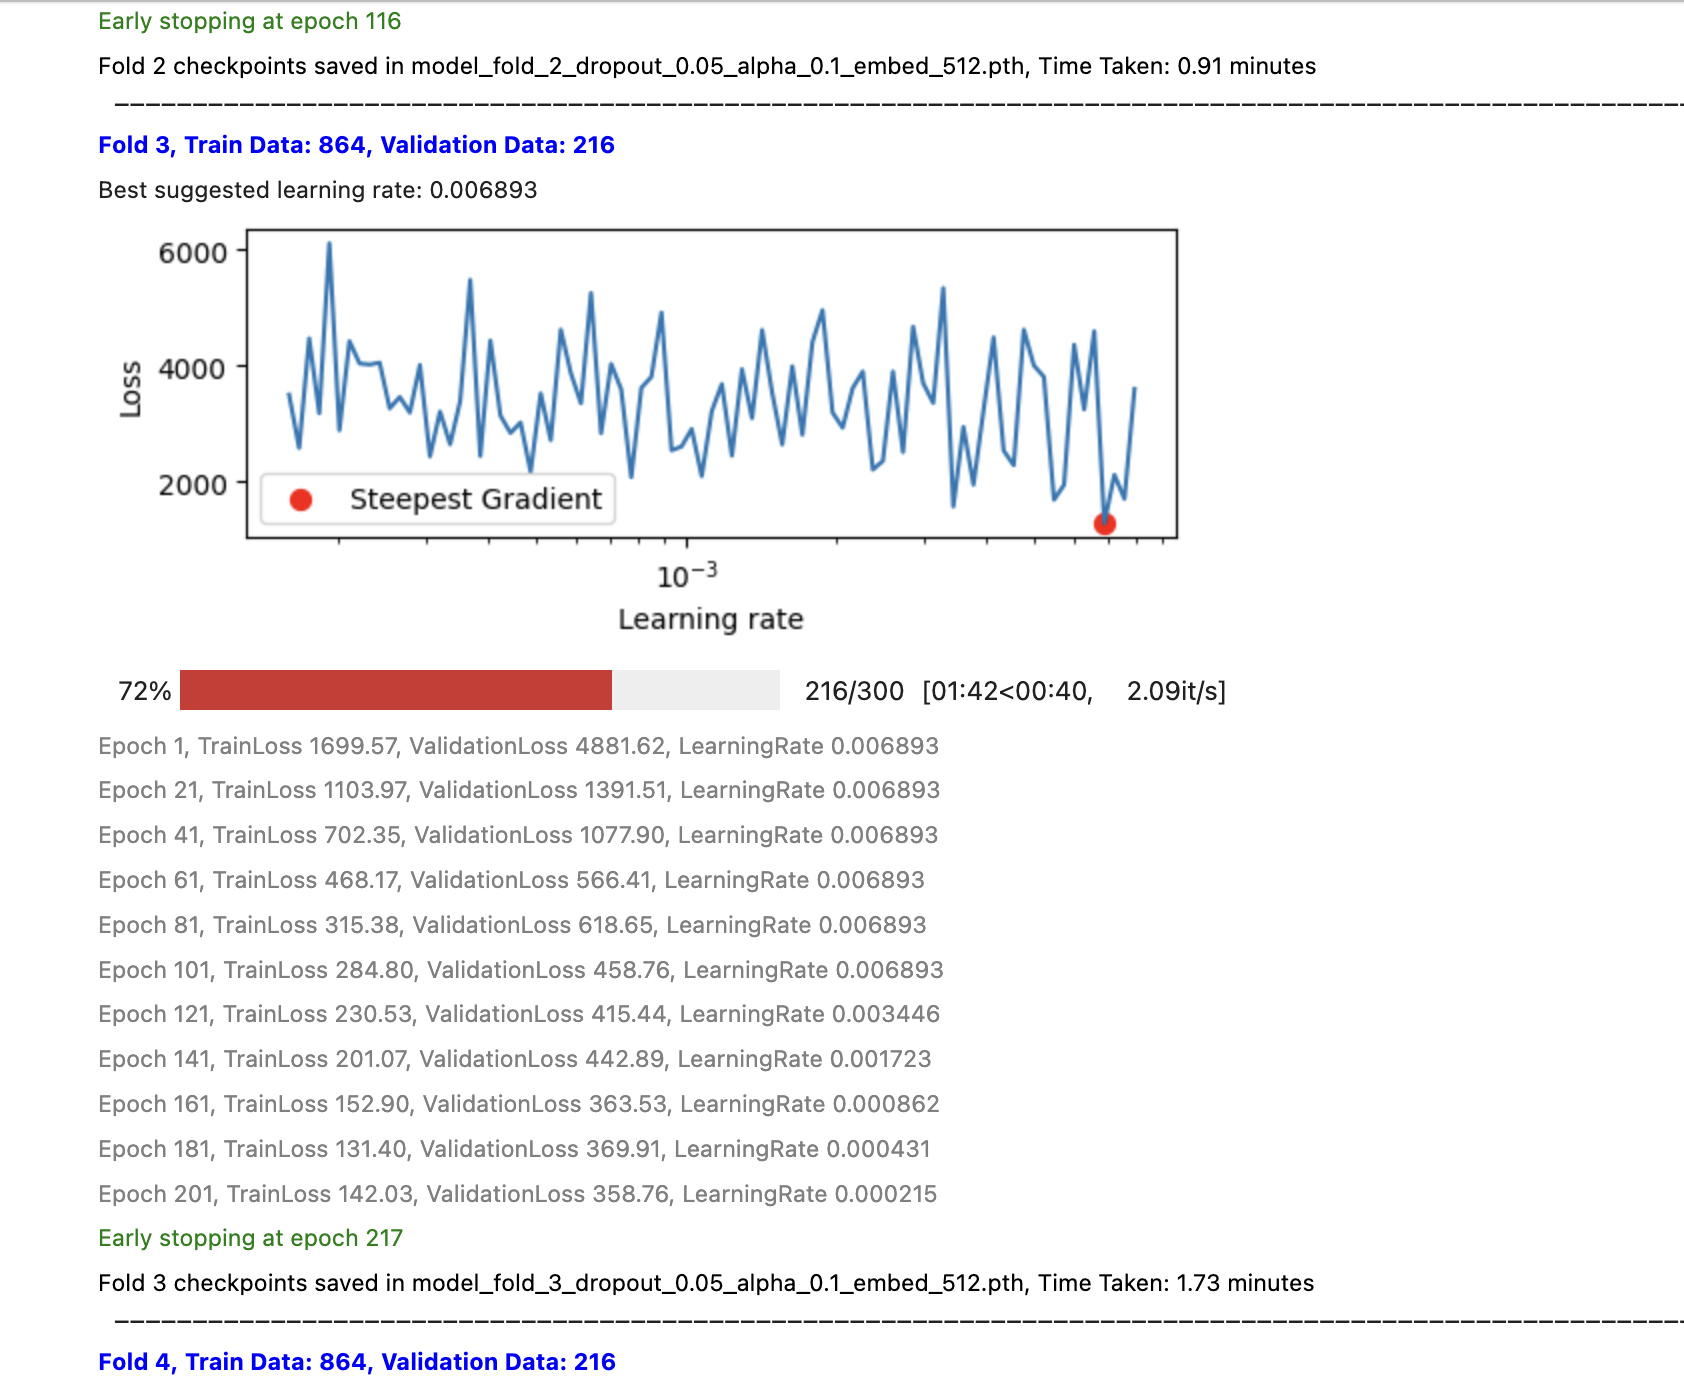 Early stopping at epoch 116
Fold 2 checkpoints saved in model_fold_2_dropout_0.05_alpha_0.1_embed_512.pth, Time Taken: 0.91 minutes
Fold 3, Train Data: 864, Validation Data: 216
Best suggested learning rate: 0.006893
6000
4000
2000
Loss
Steepest Gradient
10⁻³
Learning rate
72% 216/300 [01:42<00:40, 2.09it/s]
Epoch 1, TrainLoss 1699.57, ValidationLoss 4881.62, LearningRate 0.006893
Epoch 21, TrainLoss 1103.97, ValidationLoss 1391.51, LearningRate 0.006893
Epoch 41, TrainLoss 702.35, ValidationLoss 1077.90, LearningRate 0.006893
Epoch 61, TrainLoss 468.17, ValidationLoss 566.41, LearningRate 0.006893
Epoch 81, TrainLoss 315.38, ValidationLoss 618.65, LearningRate 0.006893
Epoch 101, TrainLoss 284.80, ValidationLoss 458.76, LearningRate 0.006893
Epoch 121, TrainLoss 230.53, ValidationLoss 415.44, LearningRate 0.003446
Epoch 141, TrainLoss 201.07, ValidationLoss 442.89, LearningRate 0.001723
Epoch 161, TrainLoss 152.90, ValidationLoss 363.53, LearningRate 0.000862
Epoch 181, TrainLoss 131.40, ValidationLoss 369.91, LearningRate 0.000431
Epoch 201, TrainLoss 142.03, ValidationLoss 358.76, LearningRate 0.000215
Early stopping at epoch 217
Fold 3 checkpoints saved in model_fold_3_dropout_0.05_alpha_0.1_embed_512.pth, Time Taken: 1.73 minutes
Fold 4, Train Data: 864, Validation Data: 216